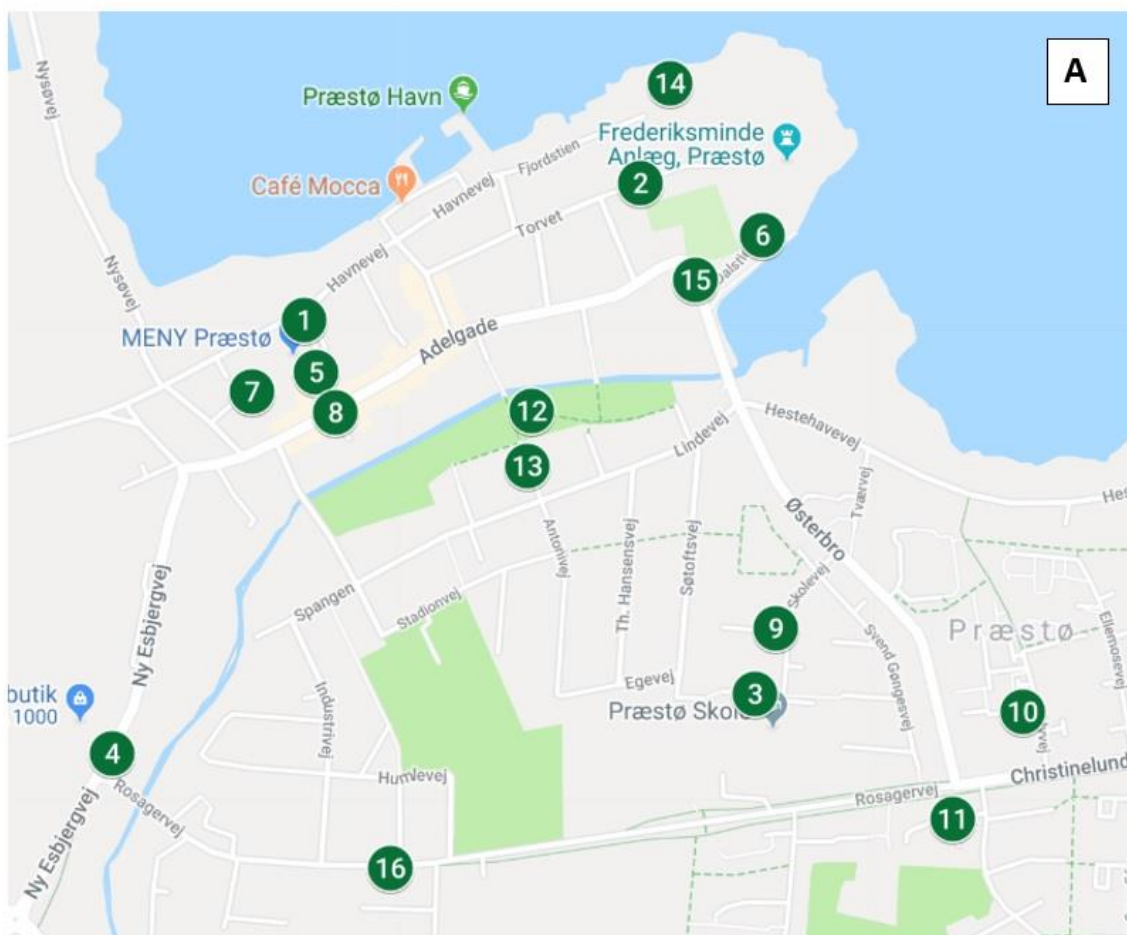 A
Nysøvej
14
Præstø Havn
Frederiksminde
Anlæg, Præstø
Fjordstien
Café Mocca
Havnevej
2
Torvet
6
Nysøvej
Havnevej
15
1
MENY Præstø
Adelgade
5
7
8
12
Hestehavevej
Lindevej
13
Tværvej
Østerbro
Antonivej
Th. Hansensvej
Søtoftsvej
Skolevej
Spangen
Stadionvej
9
Svend Gøngesvej
Præstø
Ellemosevej
Ny Esbjergvej
Industrivej
Egevej
3
butik
1000
Præstø Skole
10
4
Humlevej
Christinelund
Rosagervej
Rosagervej
11
Ny Esbjergvej
16